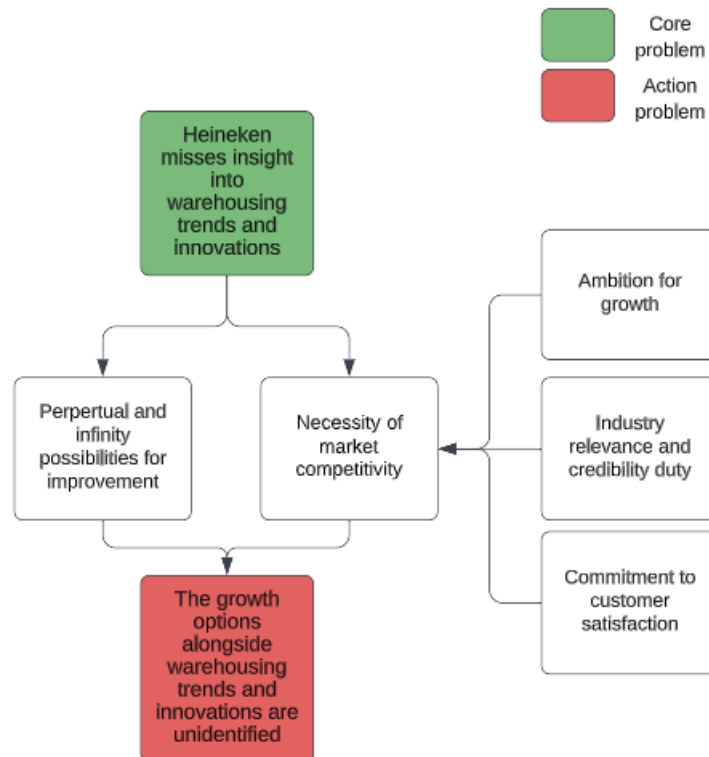 Core
problem
Action
problem
Heineken
misses insight
into
warehousing
trends and
innovations
Ambition for
growth
Perpertual and
infinity
possibilities for
improvement
Necessity of
market
competitivity
Industry
relevance and
credibility duty
Commitment to
customer
satisfaction
The growth
options
alongside
warehousing
trends and
innovations are
unidentified